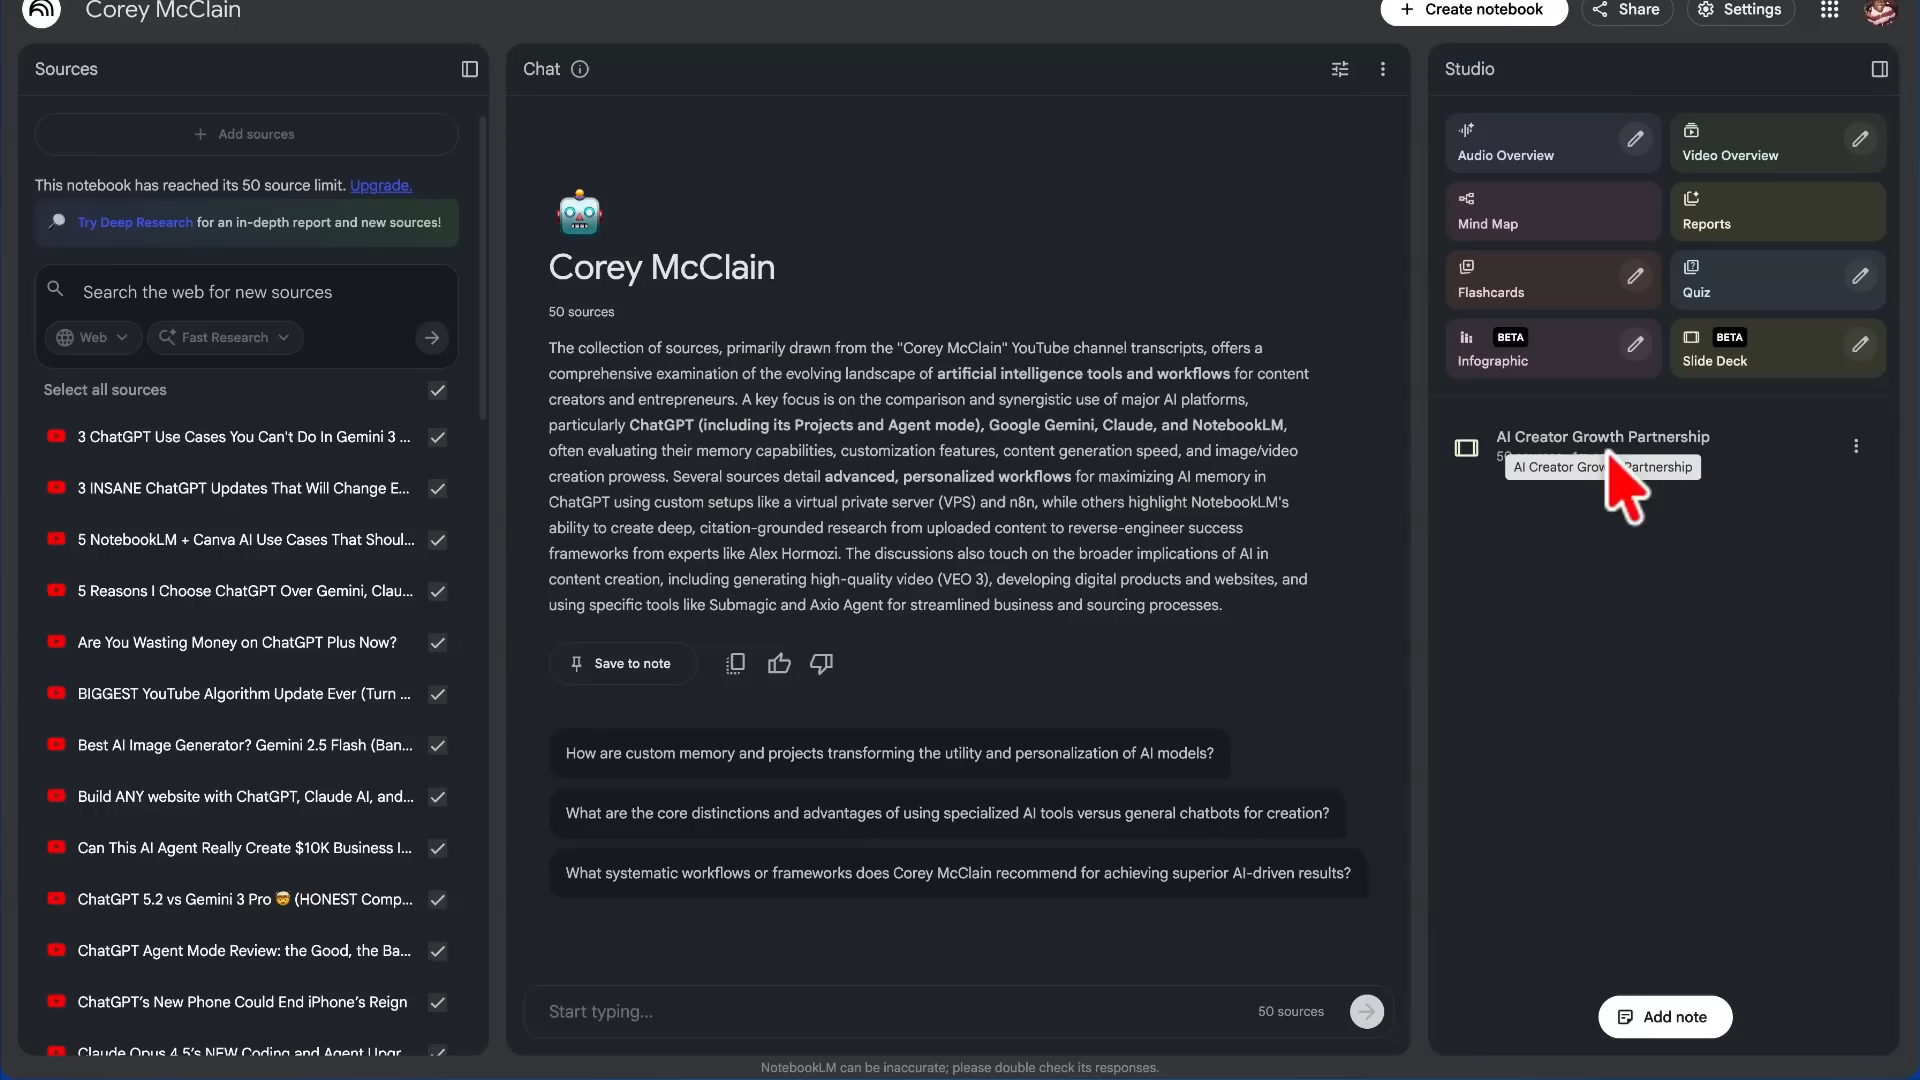 Corey McClain
Create notebook
Share
Settings
Sources
Add sources
This notebook has reached its 50 source limit. Upgrade.
Try Deep Research for an in-depth report and new sources!
Search the web for new sources
Web
Fast Research
Select all sources
3 ChatGPT Use Cases You Can't Do In Gemini 3 ...
3 INSANE ChatGPT Updates That Will Change E...
5 NotebookLM + Canva AI Use Cases That Shoul...
5 Reasons I Choose ChatGPT Over Gemini, Clau...
Are You Wasting Money on ChatGPT Plus Now?
BIGGEST YouTube Algorithm Update Ever (Turn ...
Best AI Image Generator? Gemini 2.5 Flash (Ban...
Build ANY website with ChatGPT, Claude AI, and...
Can This AI Agent Really Create $10K Business I...
ChatGPT 5.2 vs Gemini 3 Pro 🤯 (HONEST Comp...
ChatGPT Agent Mode Review: the Good, the Ba...
ChatGPT's New Phone Could End iPhone's Reign
Claude Opus 4.5's NEW Coding and Agent Upgr...
Chat
Corey McClain
50 sources
The collection of sources, primarily drawn from the "Corey McClain" YouTube channel transcripts, offers a
comprehensive examination of the evolving landscape of artificial intelligence tools and workflows for content
creators and entrepreneurs. A key focus is on the comparison and synergistic use of major AI platforms,
particularly ChatGPT (including its Projects and Agent mode), Google Gemini, Claude, and NotebookLM,
often evaluating their memory capabilities, customization features, content generation speed, and image/video
creation prowess. Several sources detail advanced, personalized workflows for maximizing AI memory in
ChatGPT using custom setups like a virtual private server (VPS) and n8n, while others highlight NotebookLM's
ability to create deep, citation-grounded research from uploaded content to reverse-engineer success
frameworks from experts like Alex Hormozi. The discussions also touch on the broader implications of AI in
content creation, including generating high-quality video (VEO 3), developing digital products and websites, and
using specific tools like Submagic and Axio Agent for streamlined business and sourcing processes.
Save to note
How are custom memory and projects transforming the utility and personalization of AI models?
What are the core distinctions and advantages of using specialized AI tools versus general chatbots for creation?
What systematic workflows or frameworks does Corey McClain recommend for achieving superior AI-driven results?
Start typing...
50 sources
NotebookLM can be inaccurate; please double check its responses.
Studio
Audio Overview
Video Overview
Mind Map
Reports
Flashcards
Quiz
BETA
Infographic
BETA
Slide Deck
AI Creator Growth Partnership
AI Creator Grow Partnership
Add note